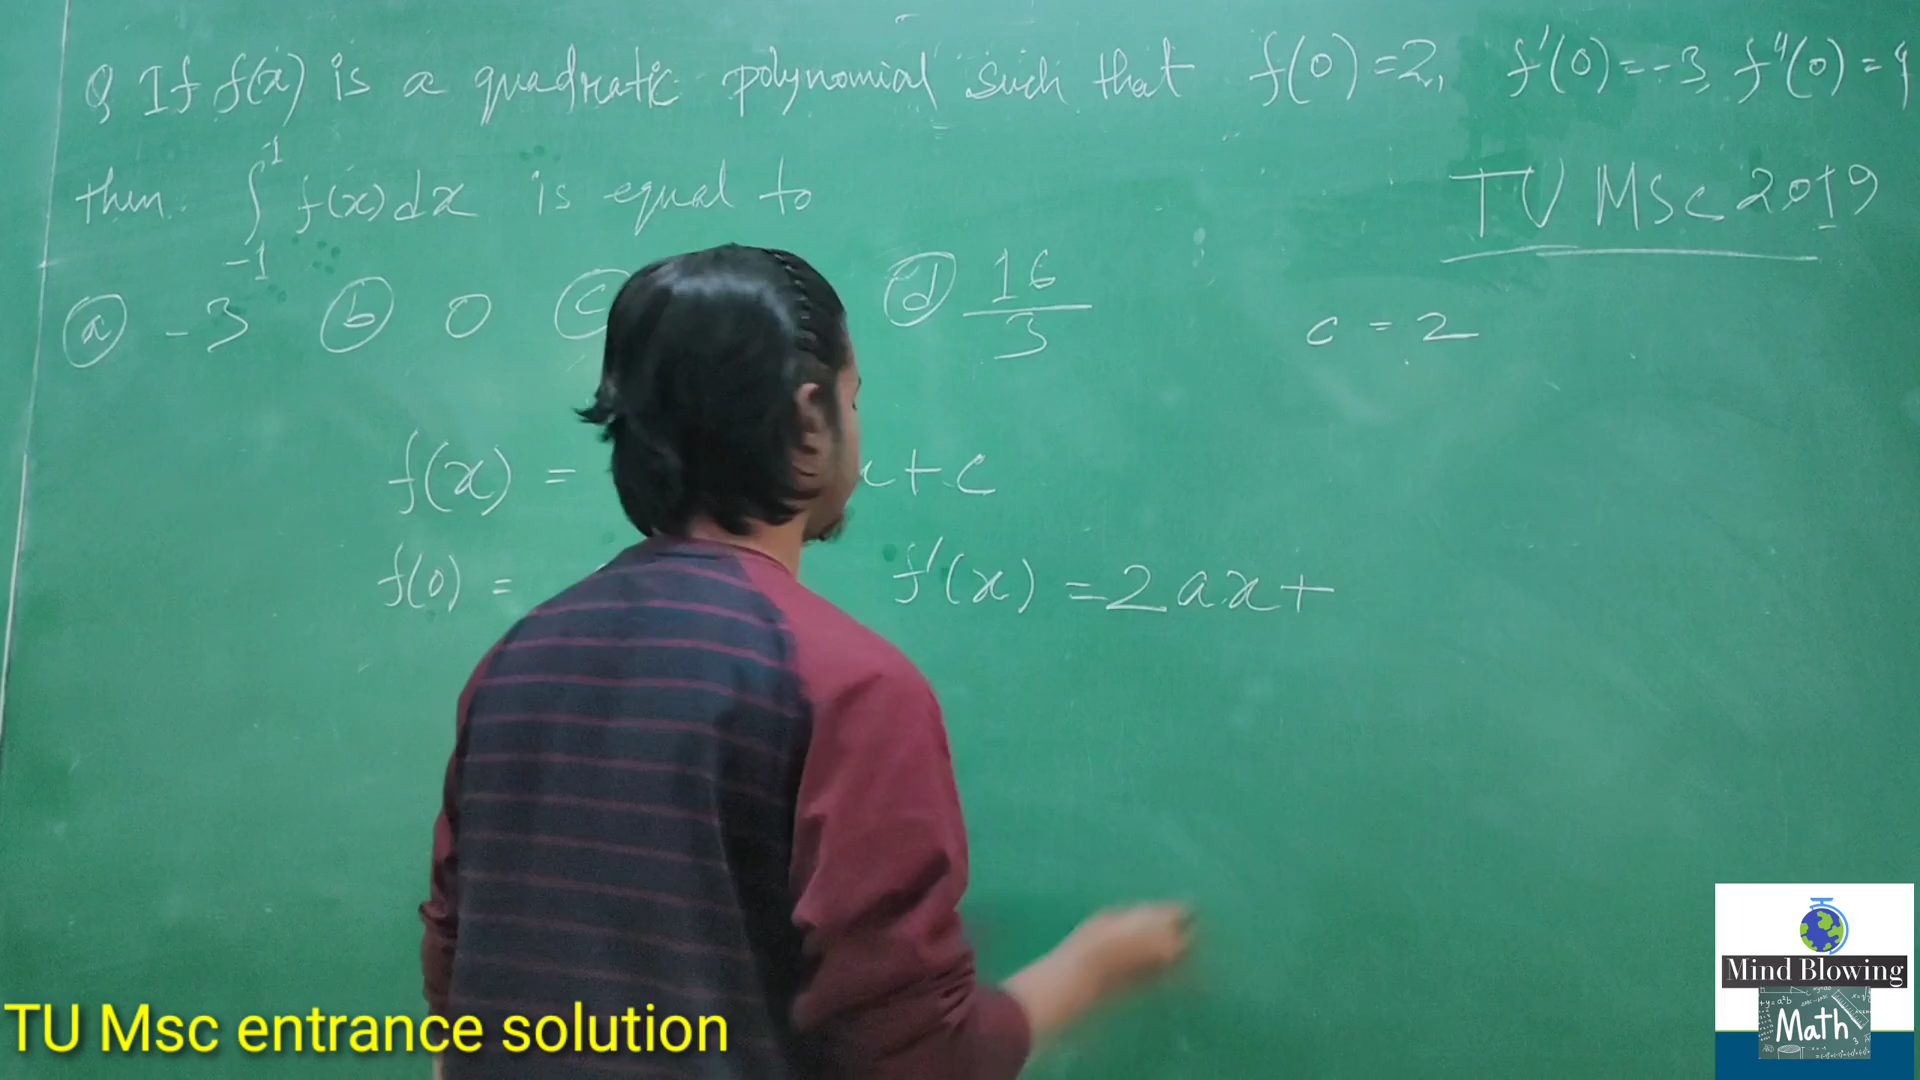 Q If f(x) is a quadratic polynomial such that f(0)=2, f'(0)=-3 f"(0)=4
then ∫_{-1}^{-1} f(x)dx is equal to
TU MSc 2019
(a) -3 (b) 0 (c) (d) 16/3
c = 2
f(x) = x+c
f(0) = f'(x) =2ax+
TU Msc entrance solution
Mind Blowing
Math